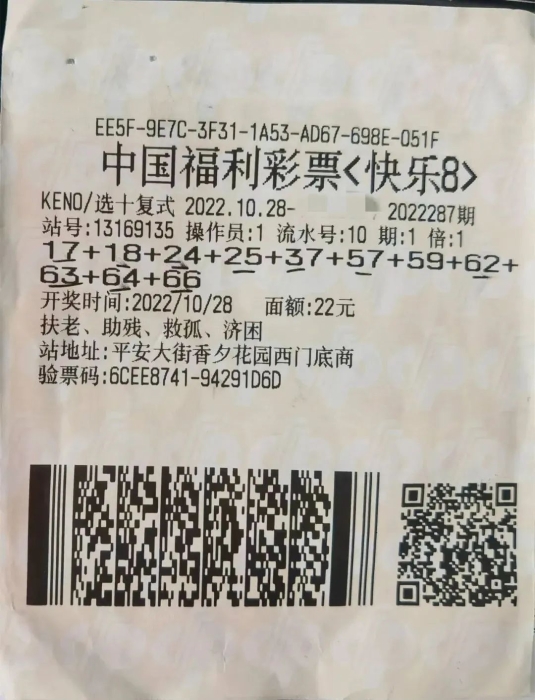 EE5F-9E7C-3F31-1A53-AD67-698E-051F
中国福利彩票<快乐8>
KENO/选十复式 2022.10.28- 2022287期
站号:13169135 操作员:1 流水号:10 期:1 倍:1
17+18+24+25+37+57+59+62+
63+64+66
开奖时间:2022/10/28 面额:22元
扶老、助残、救孤、济困
站地址:平安大街香夕花园西门底商
验票码:6CEE8741-94291D6D